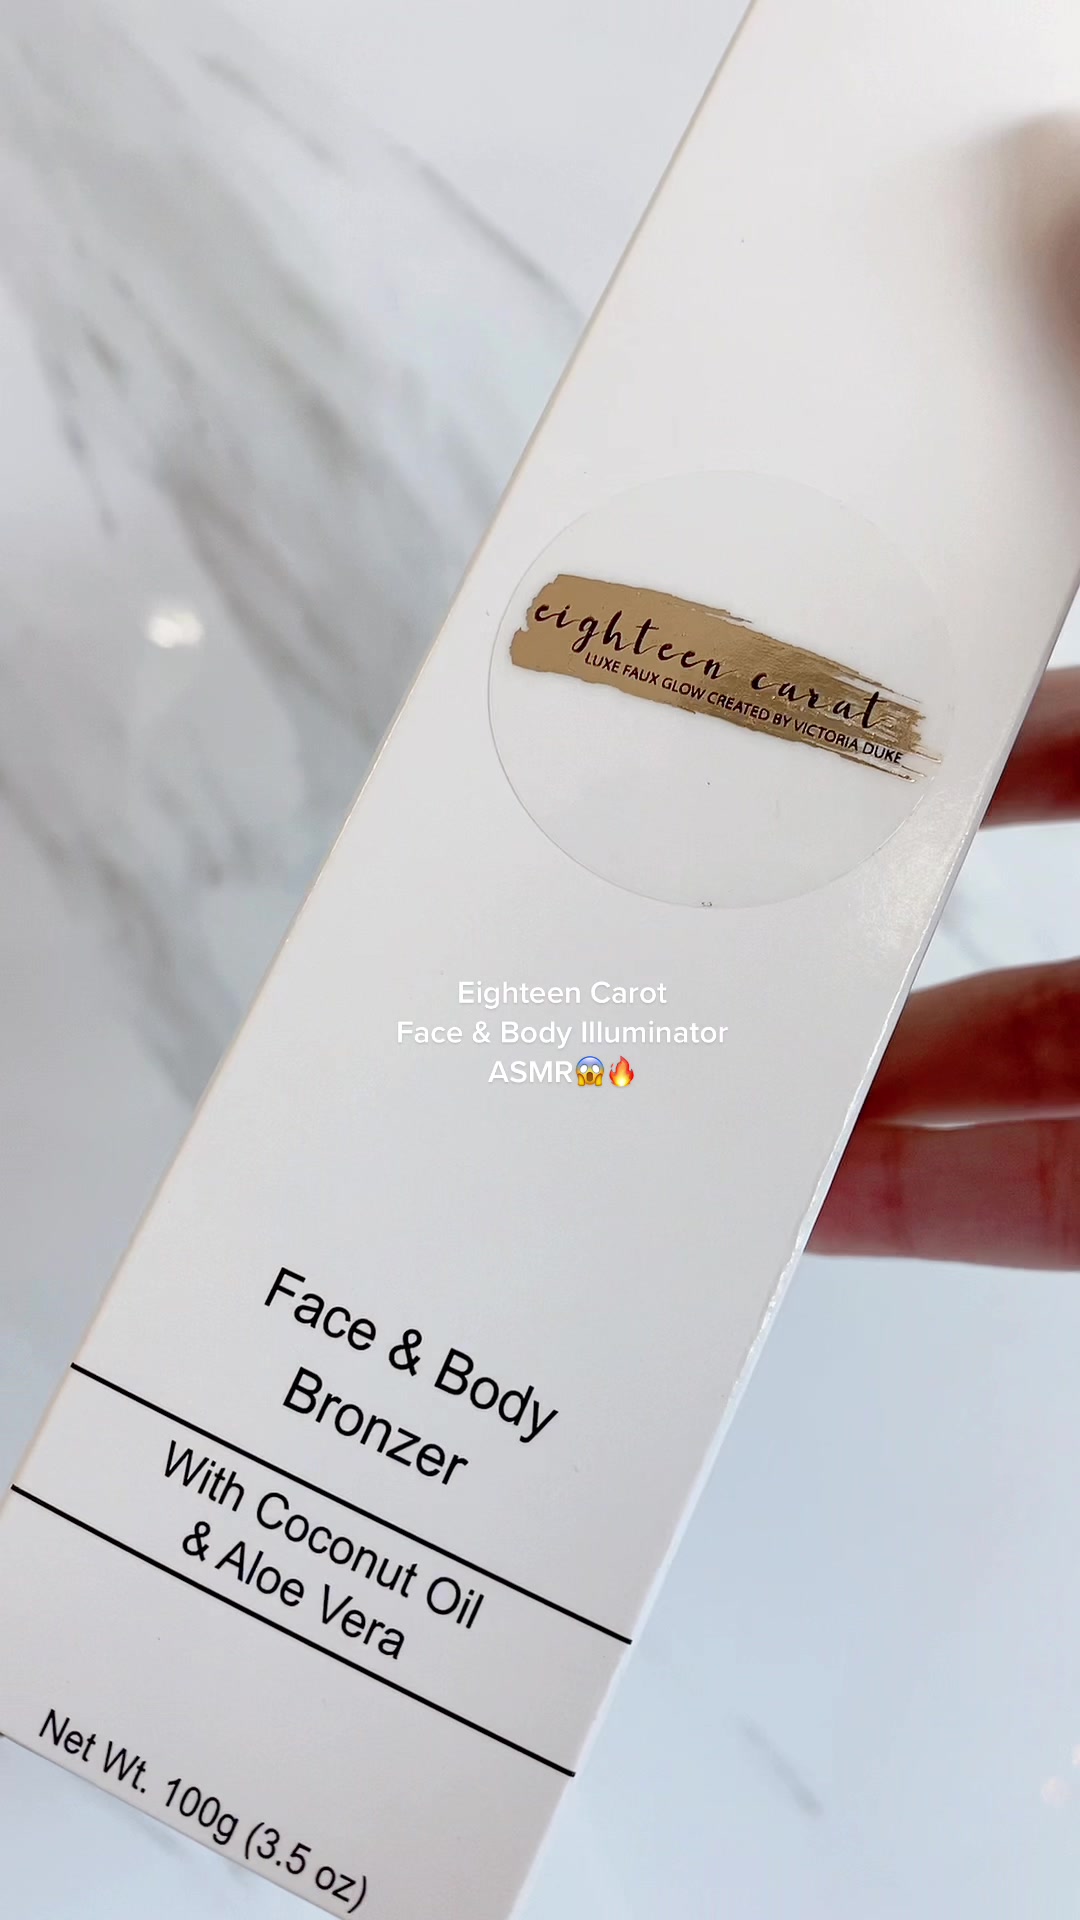 eighteen carat
LUXE FAUX GLOW CREATED BY VICTORIA DUKE
Eighteen Carot
Face & Body Illuminator
ASMR😱🔥
Face & Body
Bronzer
With Coconut Oil
& Aloe Vera
Net Wt. 100g (3.5 oz)